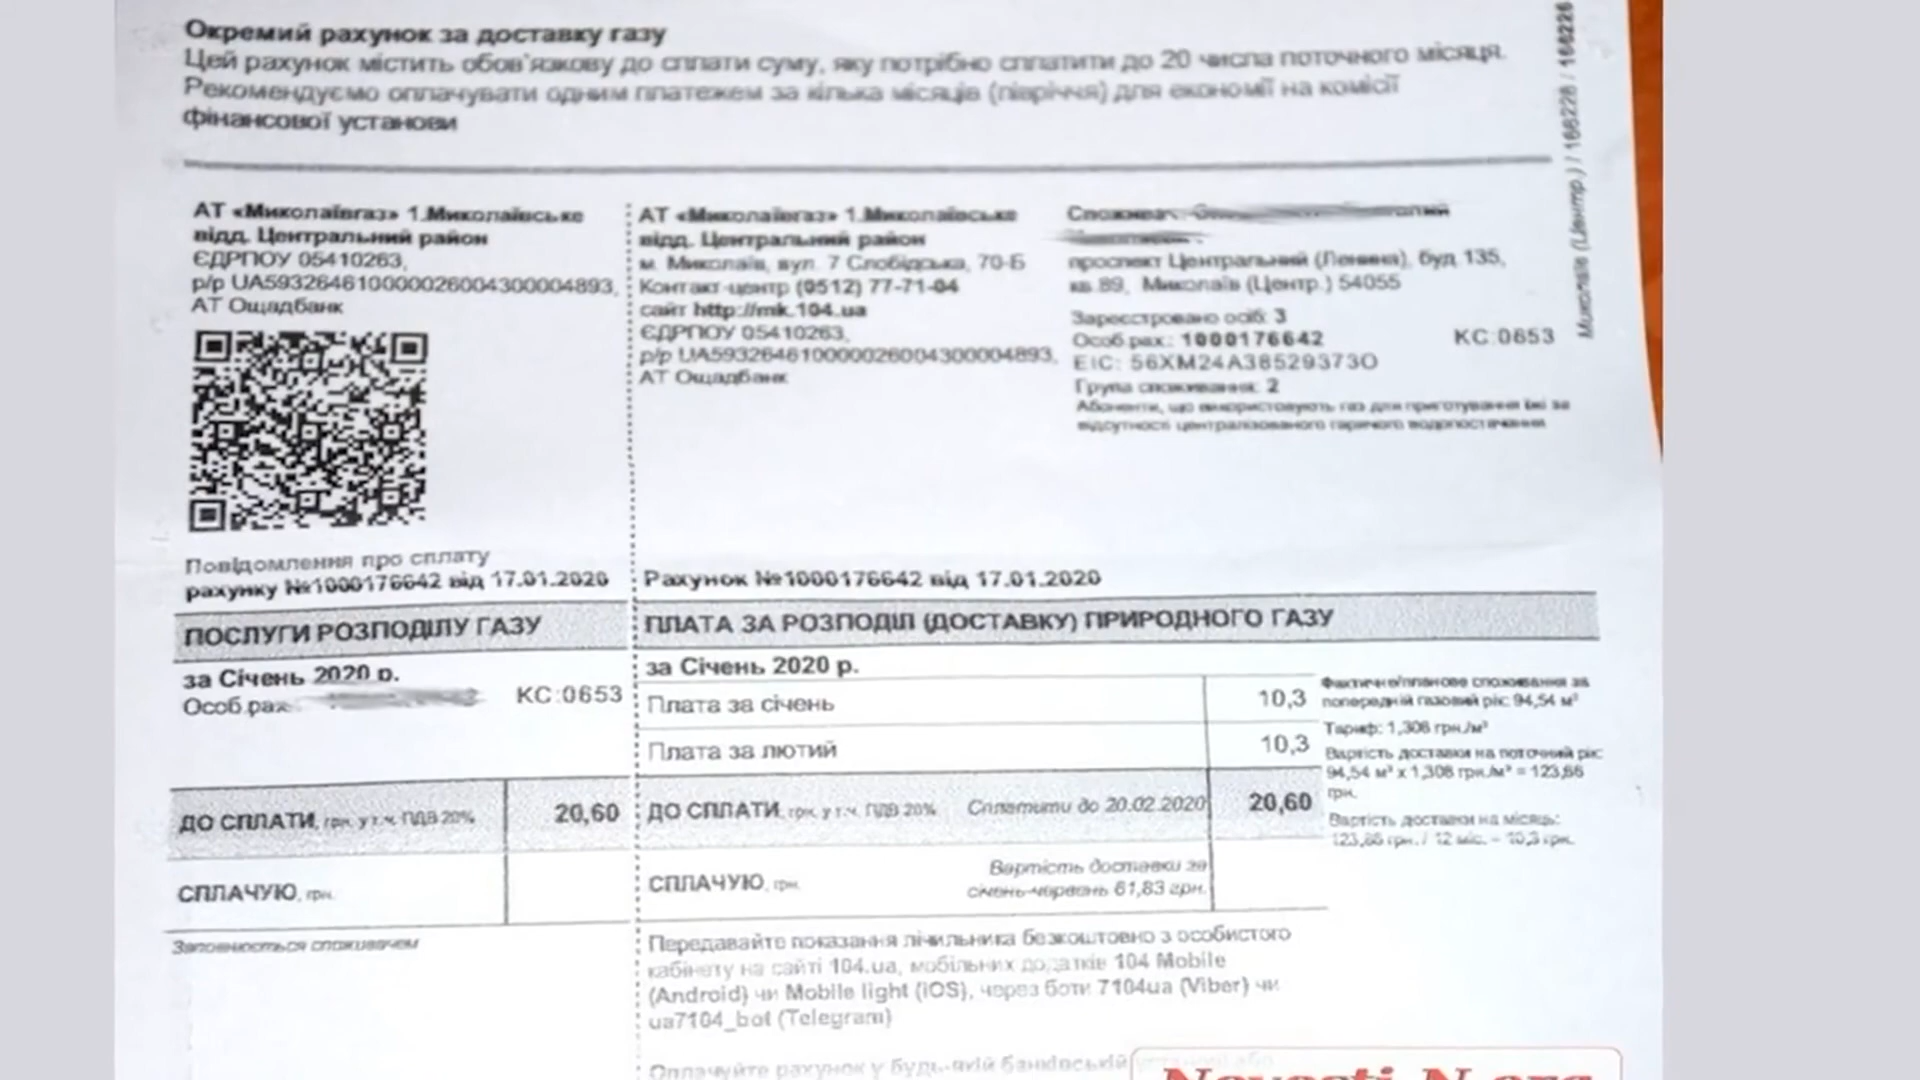 Окремий рахунок за доставку газу
Цей рахунок містить обов'язкову до сплати суму, яку потрібно сплатити до 20 числа поточного місяця.
Рекомендуємо оплачувати одним платежем за кілька місяців (півріччя) для економії на комісії
фінансової установи
Миколаїв (Центр.) / 166228 / 166226
АТ «Миколаївгаз» 1.Миколаївське
відд. Центральний район
ЄДРПОУ 05410263,
р/р UA593264610000026004300004893,
АТ Ощадбанк
АТ «Миколаївгаз» 1.Миколаївське
відд. Центральний район
м. Миколаїв, вул. 7 Слобідська, 70-Б
Контакт-центр (0512) 77-71-04
сайт http://mk.104.ua
ЄДРПОУ 05410263,
р/р UA593264610000026004300004893,
АТ Ощадбанк
Споживач:
проспект Центральний (Леніна), буд 135,
кв.89, Миколаїв (Центр.) 54055
Зареєстровано осіб: 3
Особ.рах.: 1000176642 КС:0653
EIC: 56XM24A38529373O
Група споживання: 2
Абоненти, що використовують газ для приготування їжі за
відсутності централізованого гарячого водопостачання
Повідомлення про сплату
рахунку №1000176642 від 17.01.2020
Рахунок №1000176642 від 17.01.2020
ПОСЛУГИ РОЗПОДІЛУ ГАЗУ
ПЛАТА ЗА РОЗПОДІЛ (ДОСТАВКУ) ПРИРОДНОГО ГАЗУ
за Січень 2020 р.
Особ.рах КС:0653
за Січень 2020 р.
Плата за січень 10,3
Плата за лютий 10,3
Фактичне/планове споживання за
попередній газовий рік: 94,54 м³
Тариф: 1,308 грн./м³
Вартість доставки на поточний рік:
94,54 м³ x 1,308 грн./м³ = 123,66
грн.
Вартість доставки на місяць:
123,66 грн. / 12 міс. = 10,3 грн.
ДО СПЛАТИ, грн. у т.ч. ПДВ 20% 20,60
ДО СПЛАТИ, грн. у т.ч. ПДВ 20% Сплатити до 20.02.2020 20,60
СПЛАЧУЮ, грн.
СПЛАЧУЮ, грн. Вартість доставки за
січень-червень 61,83 грн.
Заповнюється споживачем
Передавайте показання лічильника безкоштовно з особистого
кабінету на сайті 104.ua, мобільних додатків 104 Mobile
(Android) чи Mobile light (iOS), через боти 7104ua (Viber) чи
ua7104_bot (Telegram)
Оплачуйте рахунок у будь-якій банківській установі або
Novosti-N.org